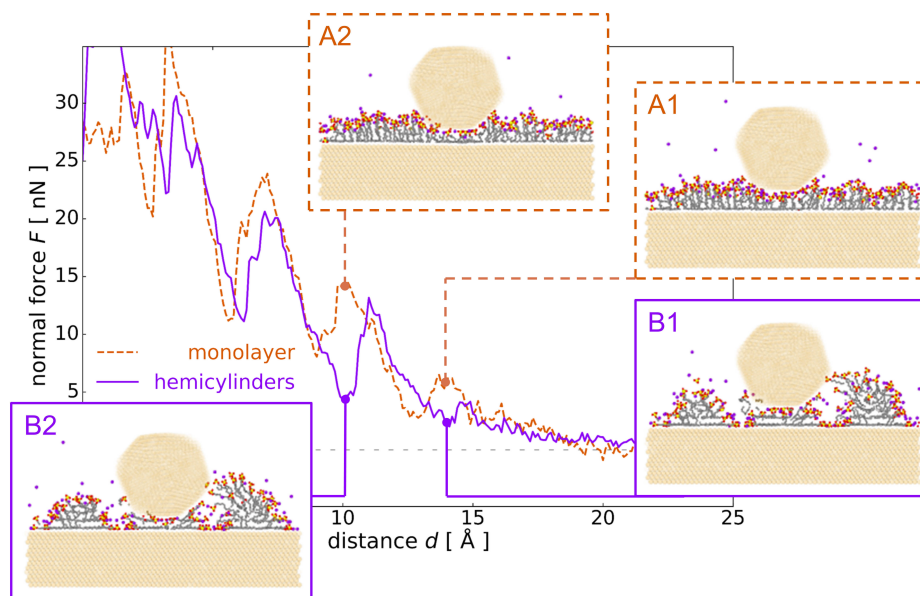 A2
A1
30
25
20
15
10
5
normal force F [ nN ]
monolayer
hemicylinders
B1
B2
10
15
20
25
distance d [ Å ]